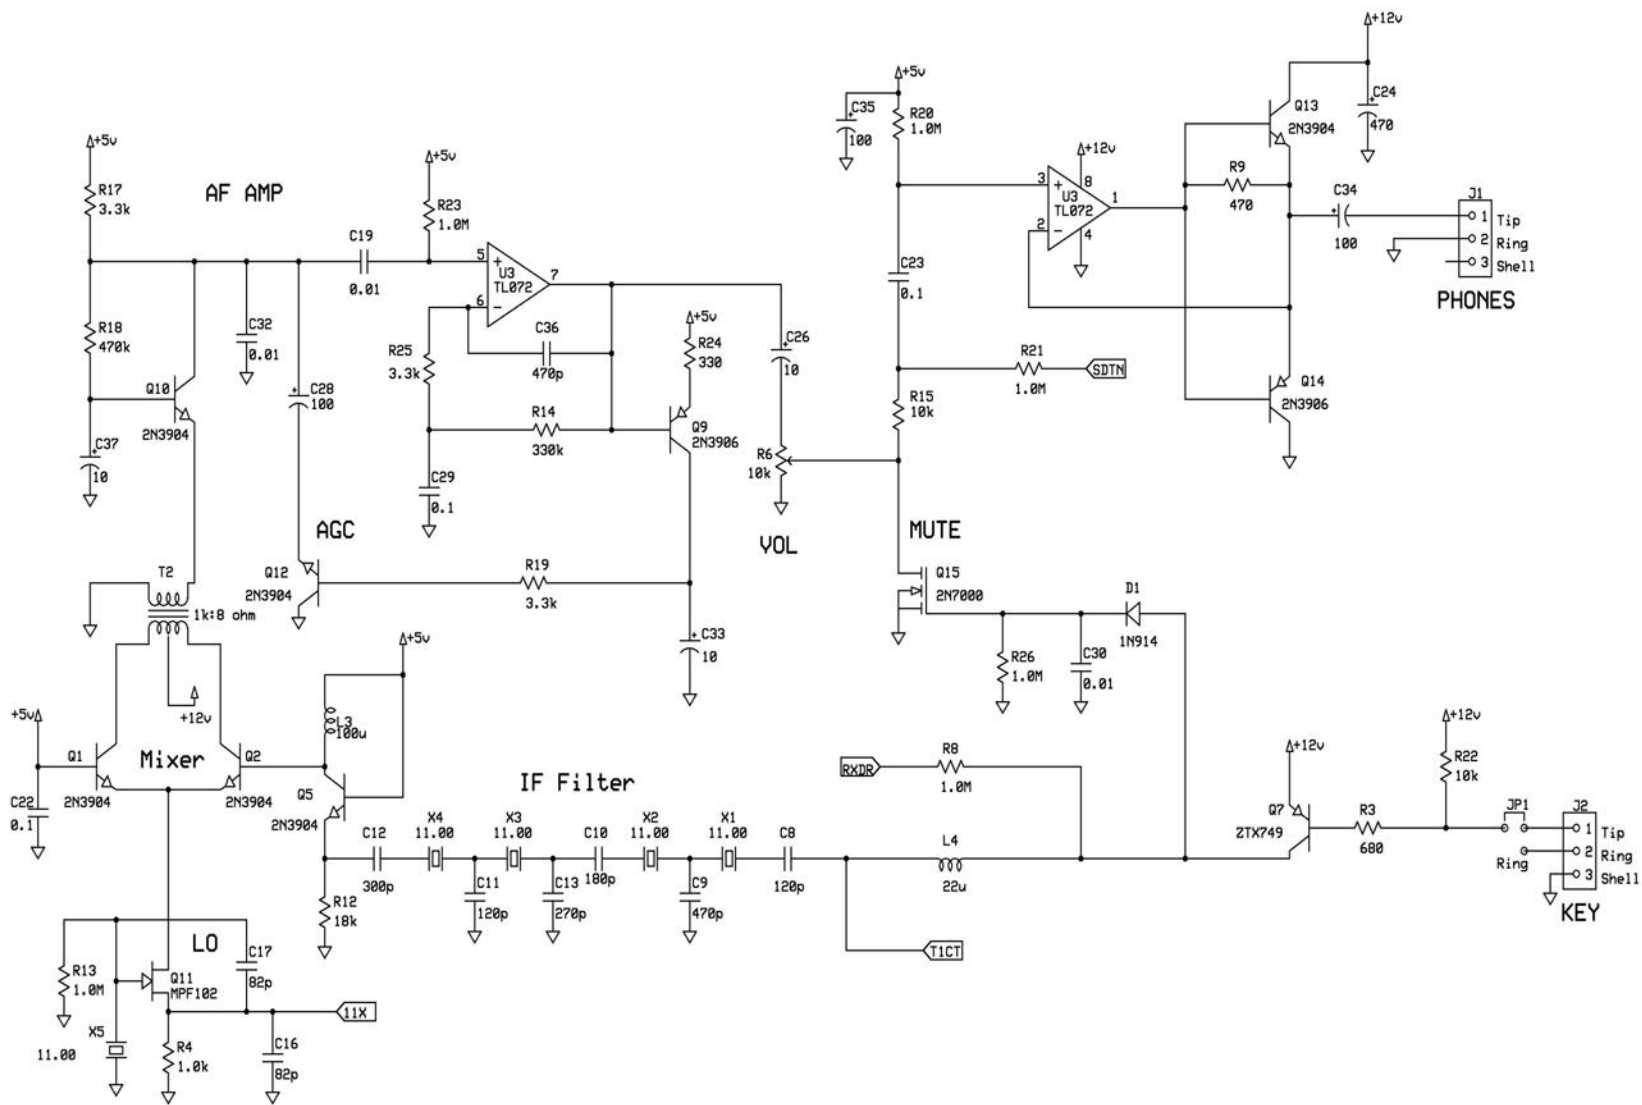 +12v
+5v
C35
100
R20
1.0M
Q13
2N3904
C24
470
+5v
R17
3.3k
AF AMP
+5v
R23
1.0M
C19
0.01
5
+
U3
TL072
7
6
-
+12v
3
+
8
U3
TL072
1
2
-
4
R9
470
C34
100
J1
1 Tip
2 Ring
3 Shell
PHONES
C23
0.1
R18
470k
C32
0.01
C28
100
Q10
2N3904
C37
10
R25
3.3k
C36
470p
R14
330k
C29
0.1
+5v
R24
330
Q9
2N3906
C26
10
R6
10k
VOL
R21
1.0M
SDTN
R15
10k
Q14
2N3906
AGC
MUTE
Q12
2N3904
R19
3.3k
C33
10
Q15
2N7000
D1
1N914
R26
1.0M
C30
0.01
T2
1k:8 ohm
+12v
+5v
L3
100u
+5v
Q1
2N3904
Mixer
Q2
2N3904
C22
0.1
Q5
2N3904
IF Filter
RXDR
R8
1.0M
+12v
Q7
ZTX749
R3
680
+12v
R22
10k
JP1
Ring
J2
1 Tip
2 Ring
3 Shell
KEY
C12
300p
X4
11.00
X3
11.00
C10
180p
X2
11.00
X1
11.00
C8
120p
L4
22u
C11
120p
C13
270p
C9
470p
R12
18k
T1CT
LO
R13
1.0M
Q11
MPF102
C17
82p
11X
X5
11.00
R4
1.0k
C16
82p